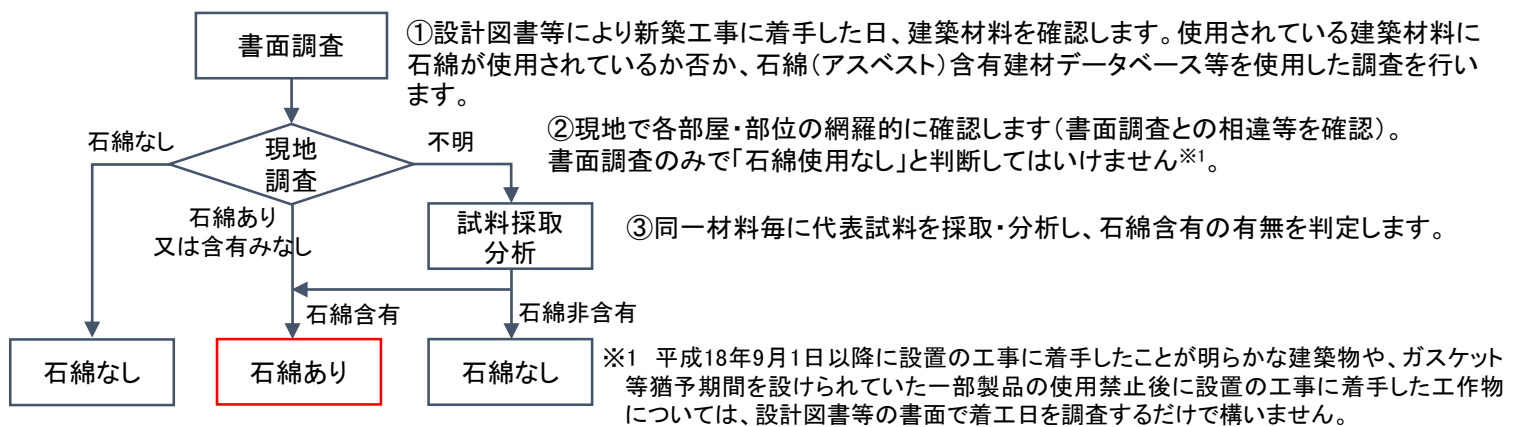 書面調査
①設計図書等により新築工事に着手した日、建築材料を確認します。使用されている建築材料に
石綿が使用されているか否か、石綿(アスベスト)含有建材データベース等を使用した調査を行い
ます。
石綿なし
現地
調査
不明
②現地で各部屋・部位の網羅的に確認します(書面調査との相違等を確認)。
書面調査のみで「石綿使用なし」と判断してはいけません※1。
石綿あり
又は含有みなし
試料採取
分析
③同一材料毎に代表試料を採取・分析し、石綿含有の有無を判定します。
石綿含有
石綿非含有
石綿なし
石綿あり
石綿なし
※1 平成18年9月1日以降に設置の工事に着手したことが明らかな建築物や、ガスケット
等猶予期間を設けられていた一部製品の使用禁止後に設置の工事に着手した工作物
については、設計図書等の書面で着工日を調査するだけで構いません。